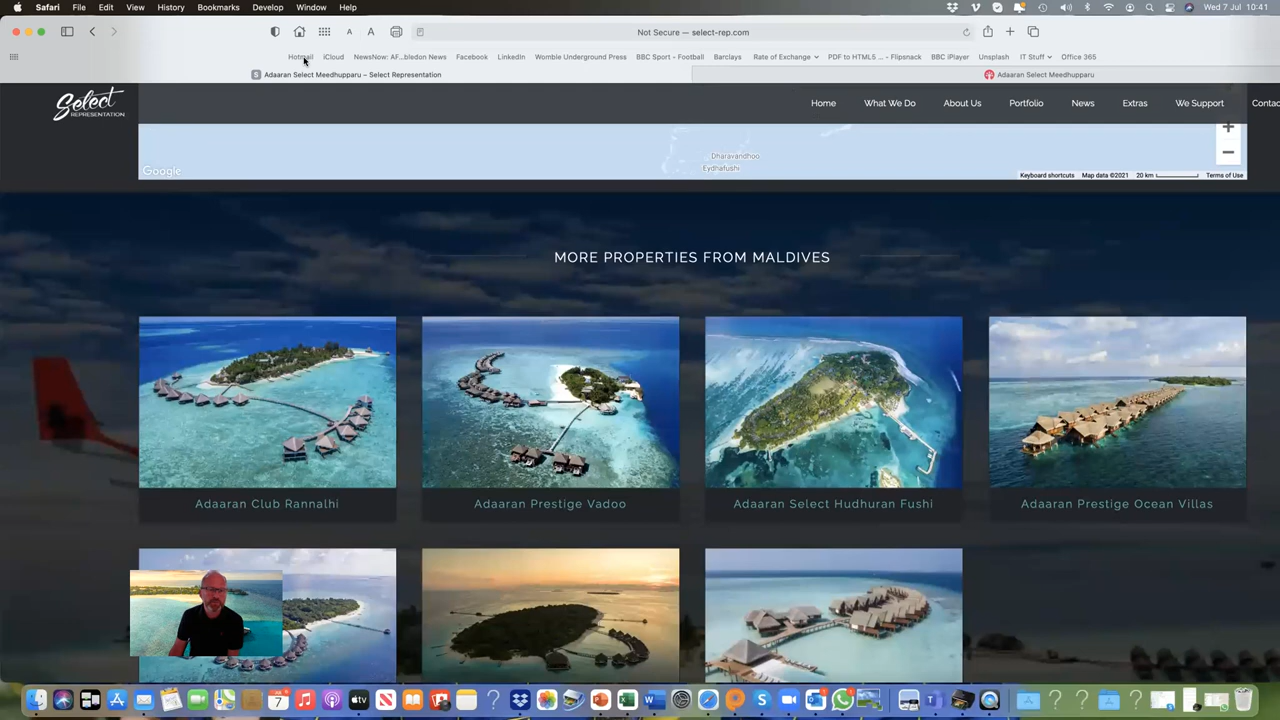 Safari File Edit View History Bookmarks Develop Window Help Wed 7 Jul 10:41
Not Secure — select-rep.com
Hotmail iCloud NewsNow: AF...bledon News Facebook LinkedIn Womble Underground Press BBC Sport - Football Barclays Rate of Exchange PDF to HTML5 ... – Flipsnack BBC iPlayer Unsplash IT Stuff Office 365
S Adaaran Select Meedhupparu – Select Representation Adaaran Select Meedhupparu
Select REPRESENTATION Home What We Do About Us Portfolio News Extras We Support Contac
Dharavandhoo
Eydhafushi
Google Keyboard shortcuts Map data ©2021 20 km Terms of Use
MORE PROPERTIES FROM MALDIVES
Adaaran Club Rannalhi Adaaran Prestige Vadoo Adaaran Select Hudhuran Fushi Adaaran Prestige Ocean Villas